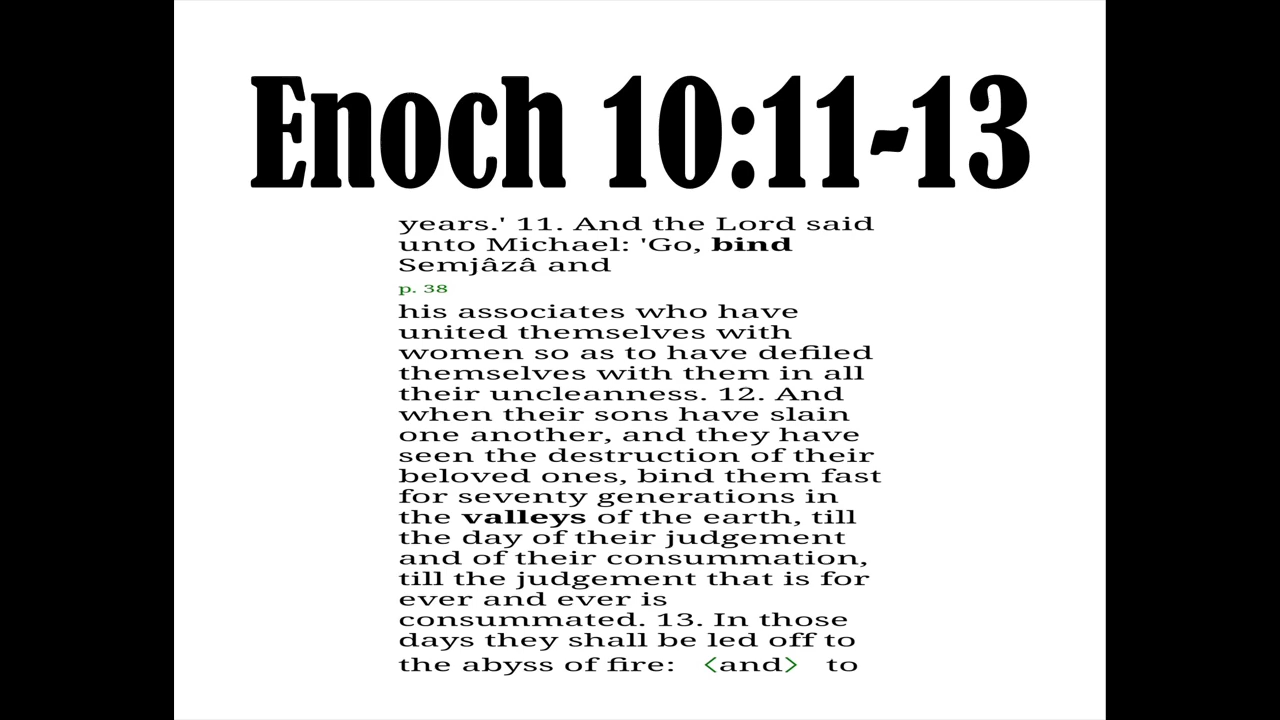 Enoch 10:11-13
years.' 11. And the Lord said
unto Michael: 'Go, bind
Semjâzâ and
p. 38
his associates who have
united themselves with
women so as to have defiled
themselves with them in all
their uncleanness. 12. And
when their sons have slain
one another, and they have
seen the destruction of their
beloved ones, bind them fast
for seventy generations in
the valleys of the earth, till
the day of their judgement
and of their consummation,
till the judgement that is for
ever and ever is
consummated. 13. In those
days they shall be led off to
the abyss of fire: 〈and〉 to